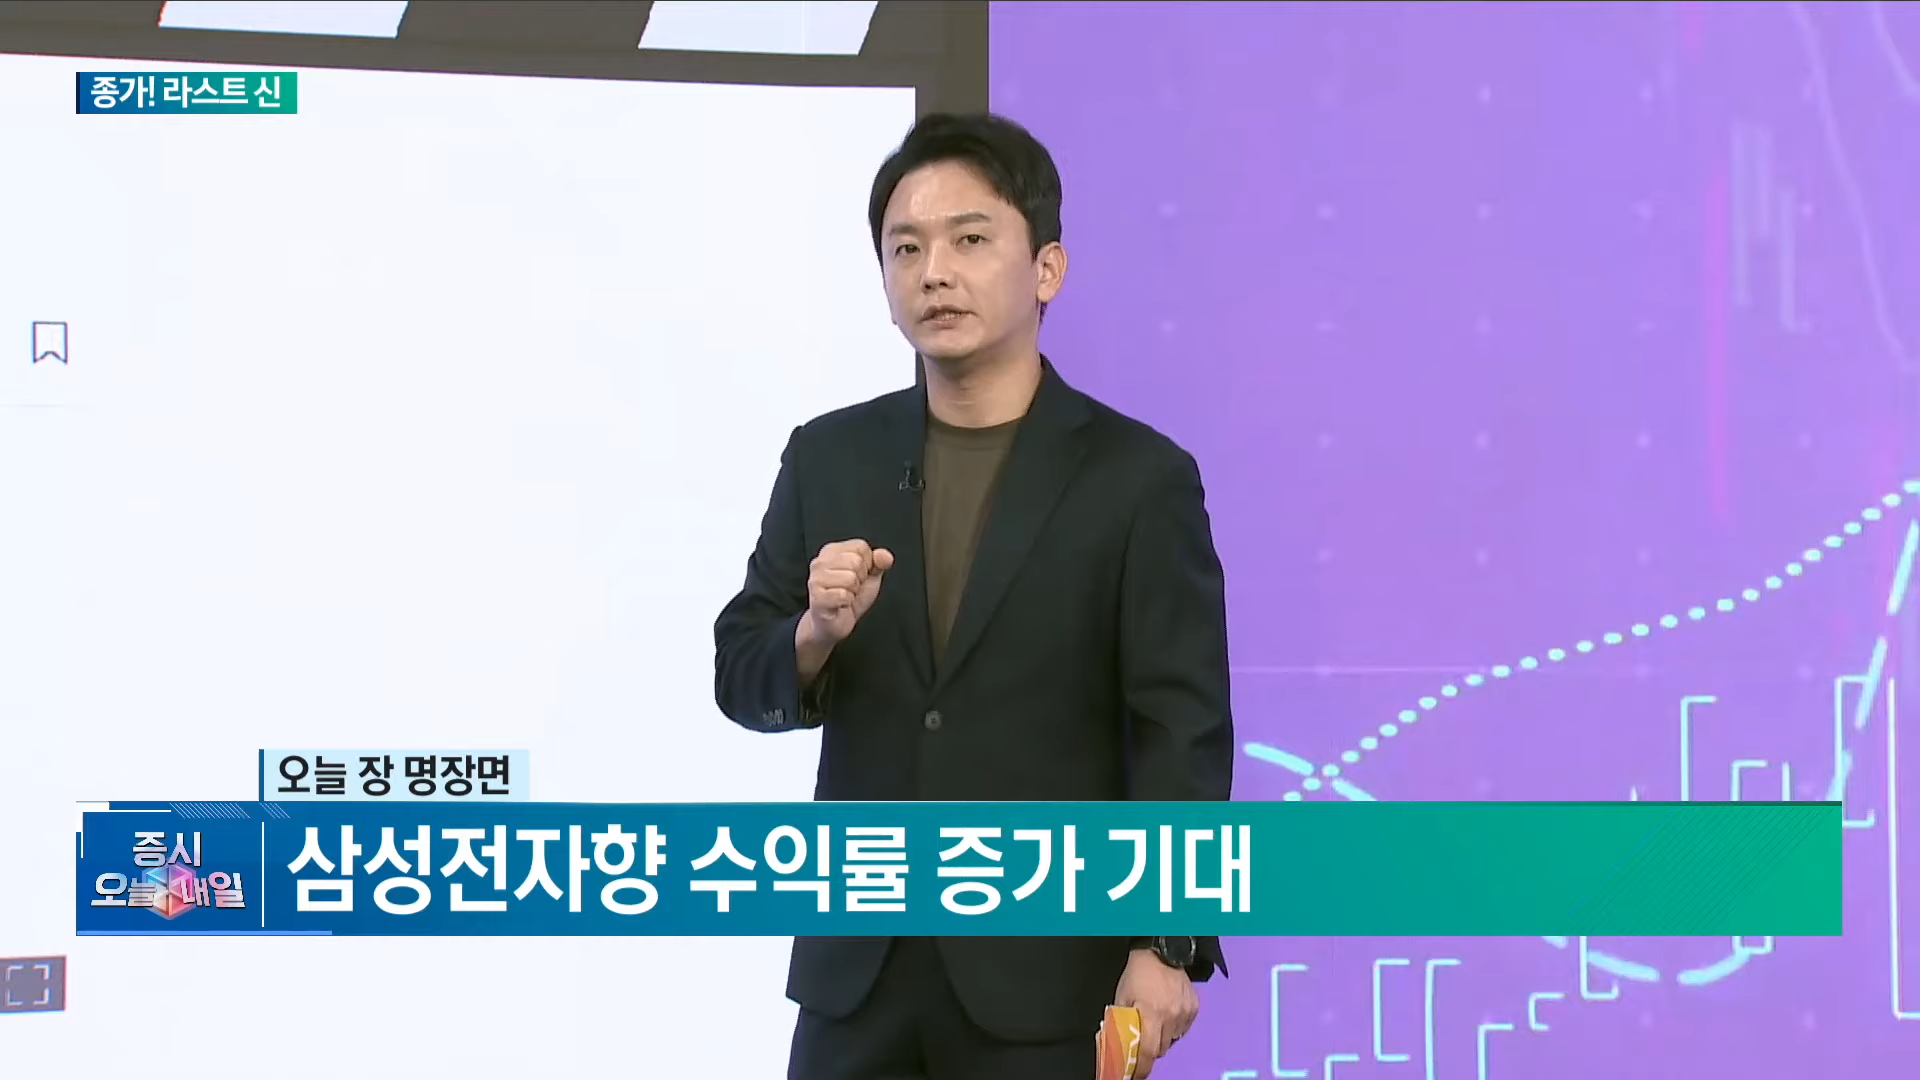 종가! 라스트 신
오늘 장 명장면
증시
오늘 내일
삼성전자향 수익률 증가 기대